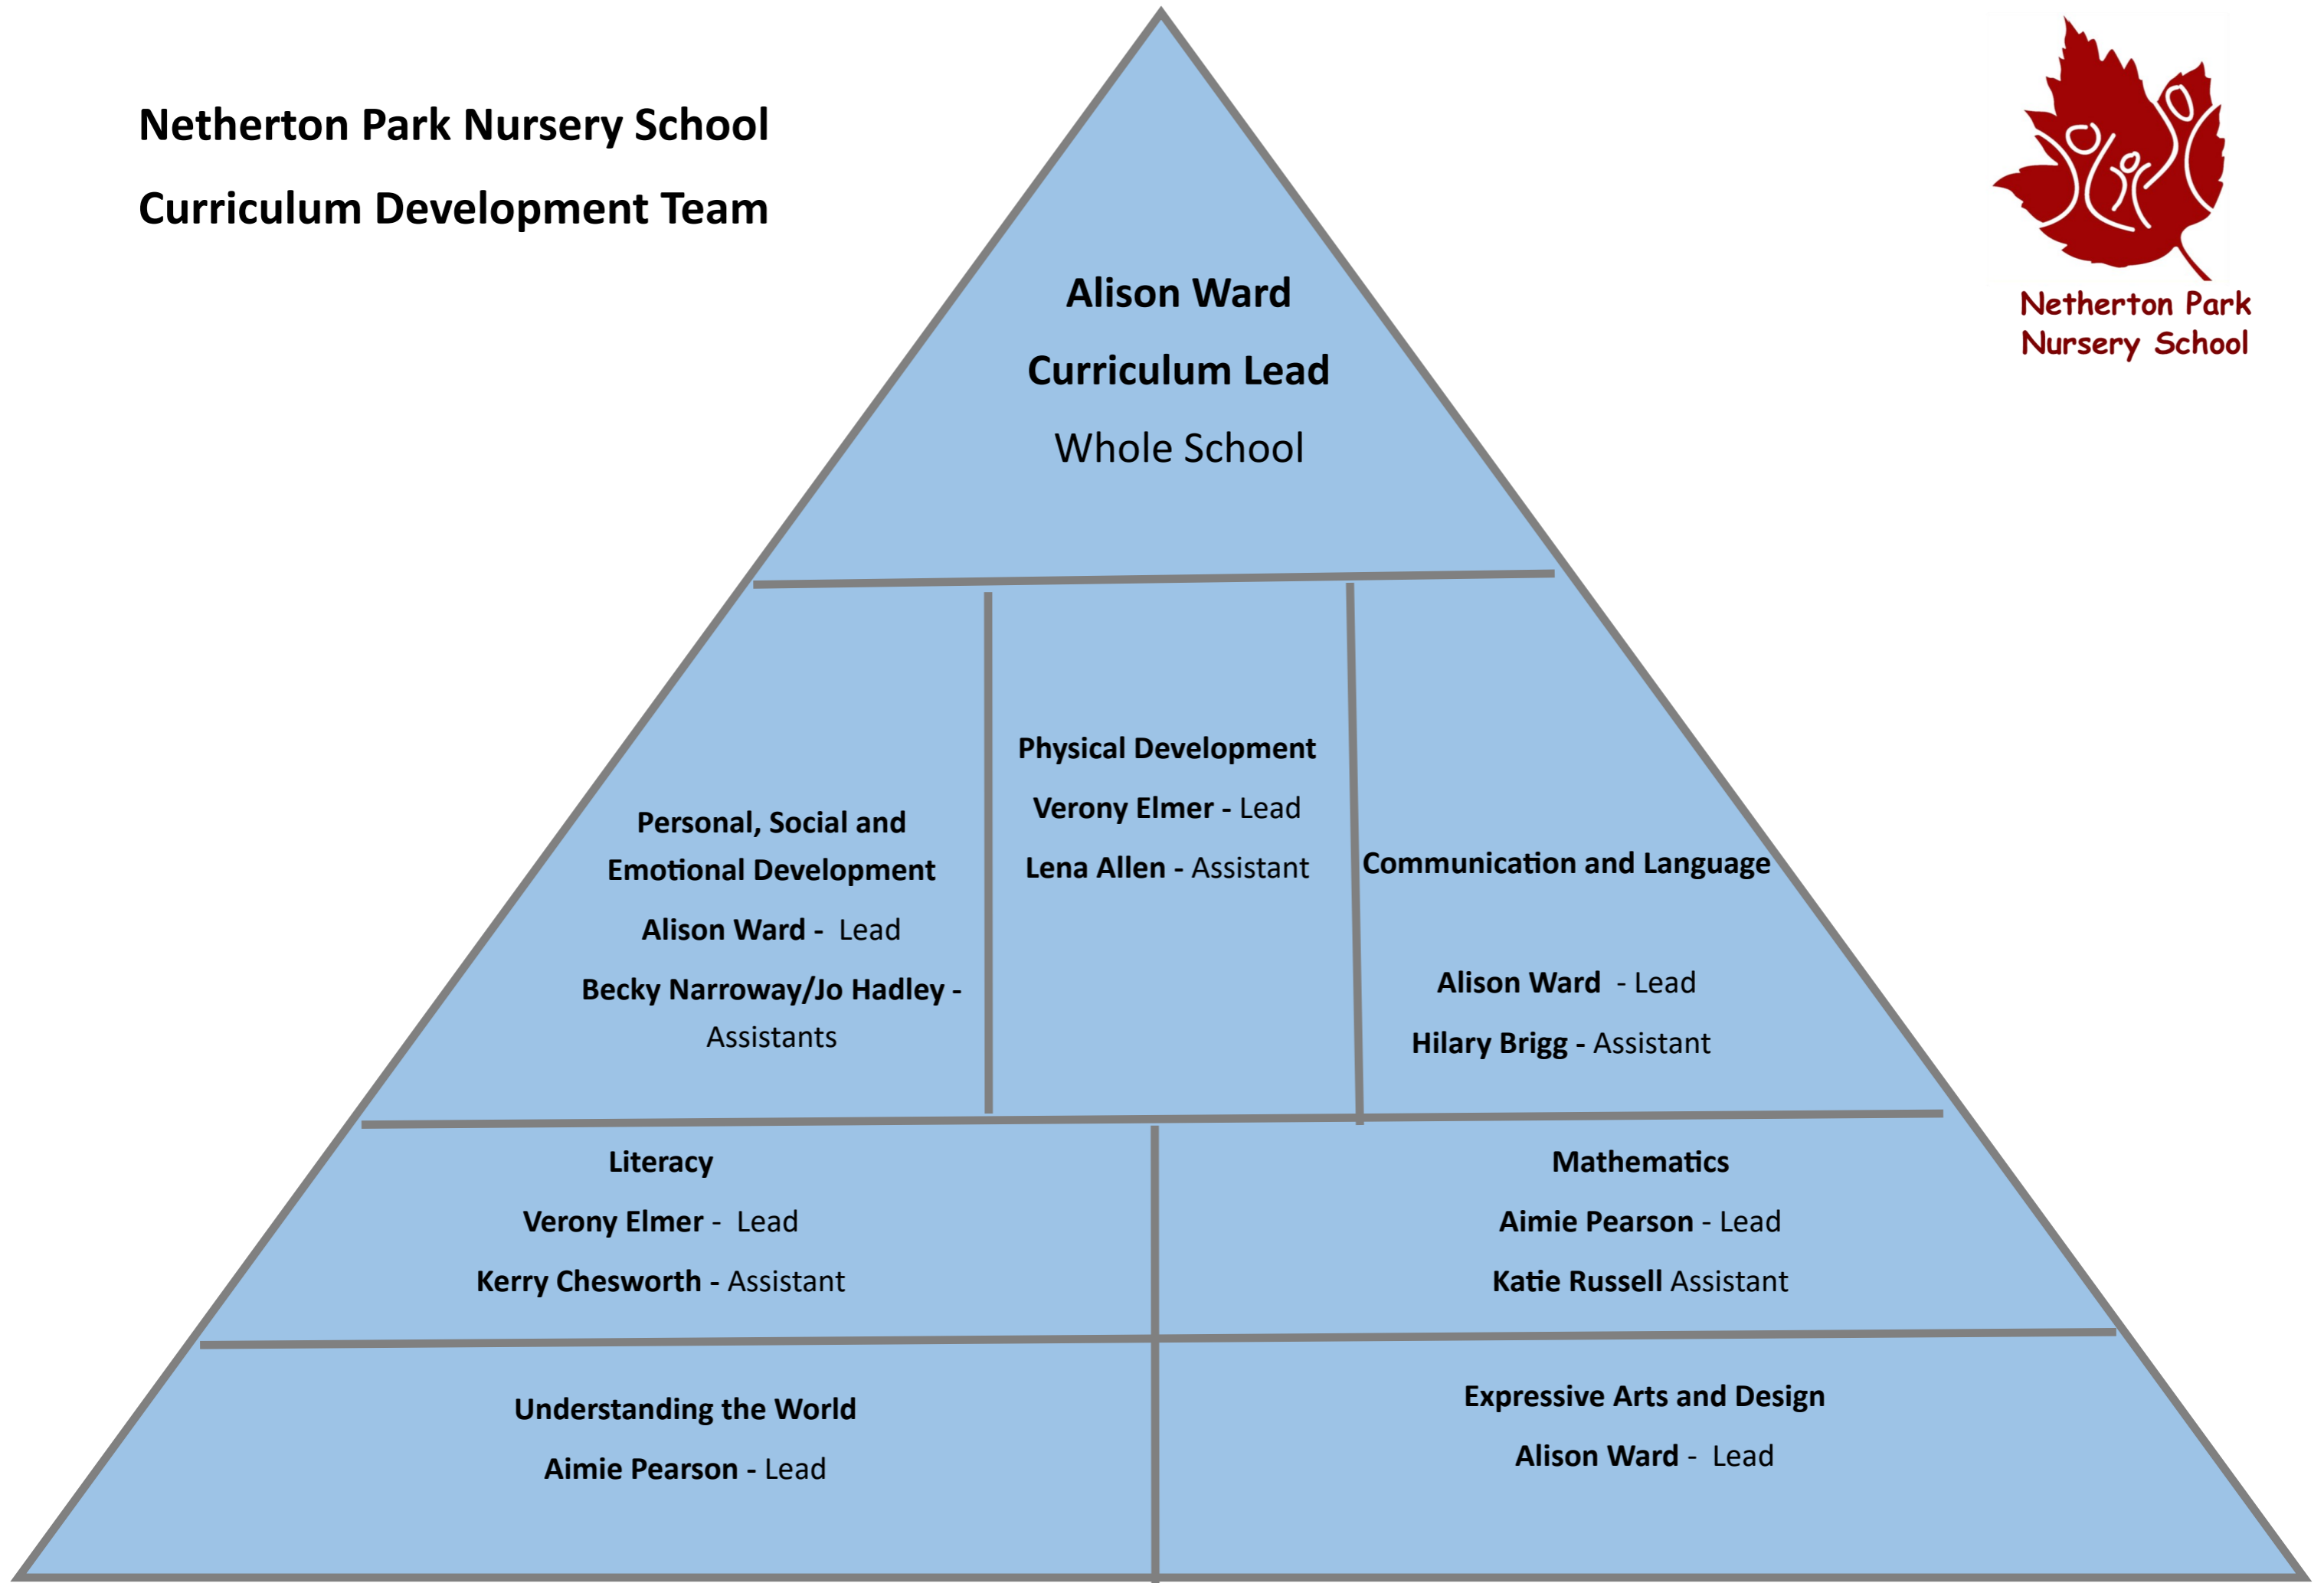 Netherton Park Nursery School
Curriculum Development Team
Netherton Park
Nursery School
Alison Ward
Curriculum Lead
Whole School
Personal, Social and
Emotional Development
Alison Ward -  Lead
Becky Narroway/Jo Hadley -
Assistants
Physical Development
Verony Elmer - Lead
Lena Allen - Assistant
Communication and Language
Alison Ward  - Lead
Hilary Brigg - Assistant
Literacy
Verony Elmer -  Lead
Kerry Chesworth - Assistant
Mathematics
Aimie Pearson - Lead
Katie Russell Assistant
Understanding the World
Aimie Pearson - Lead
Expressive Arts and Design
Alison Ward -  Lead